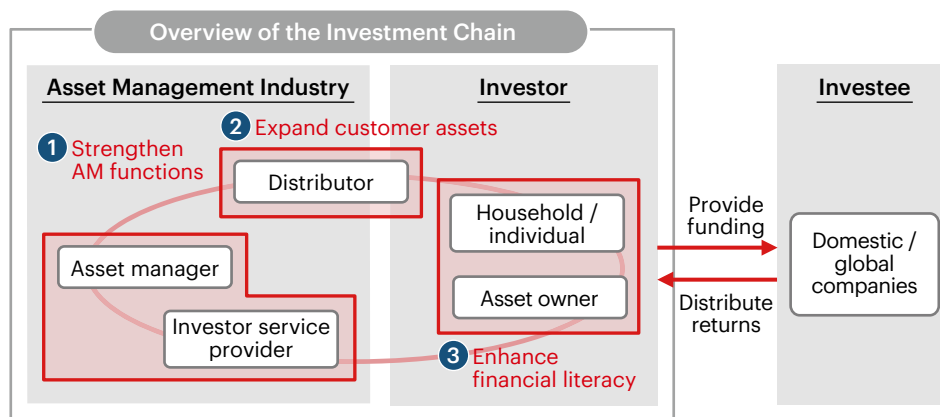 Overview of the Investment Chain
Asset Management Industry
Investor
Investee
1 Strengthen
AM functions
2 Expand customer assets
Distributor
Asset manager
Investor service
provider
Household /
individual
Asset owner
3 Enhance
financial literacy
Provide
funding
Distribute
returns
Domestic /
global
companies